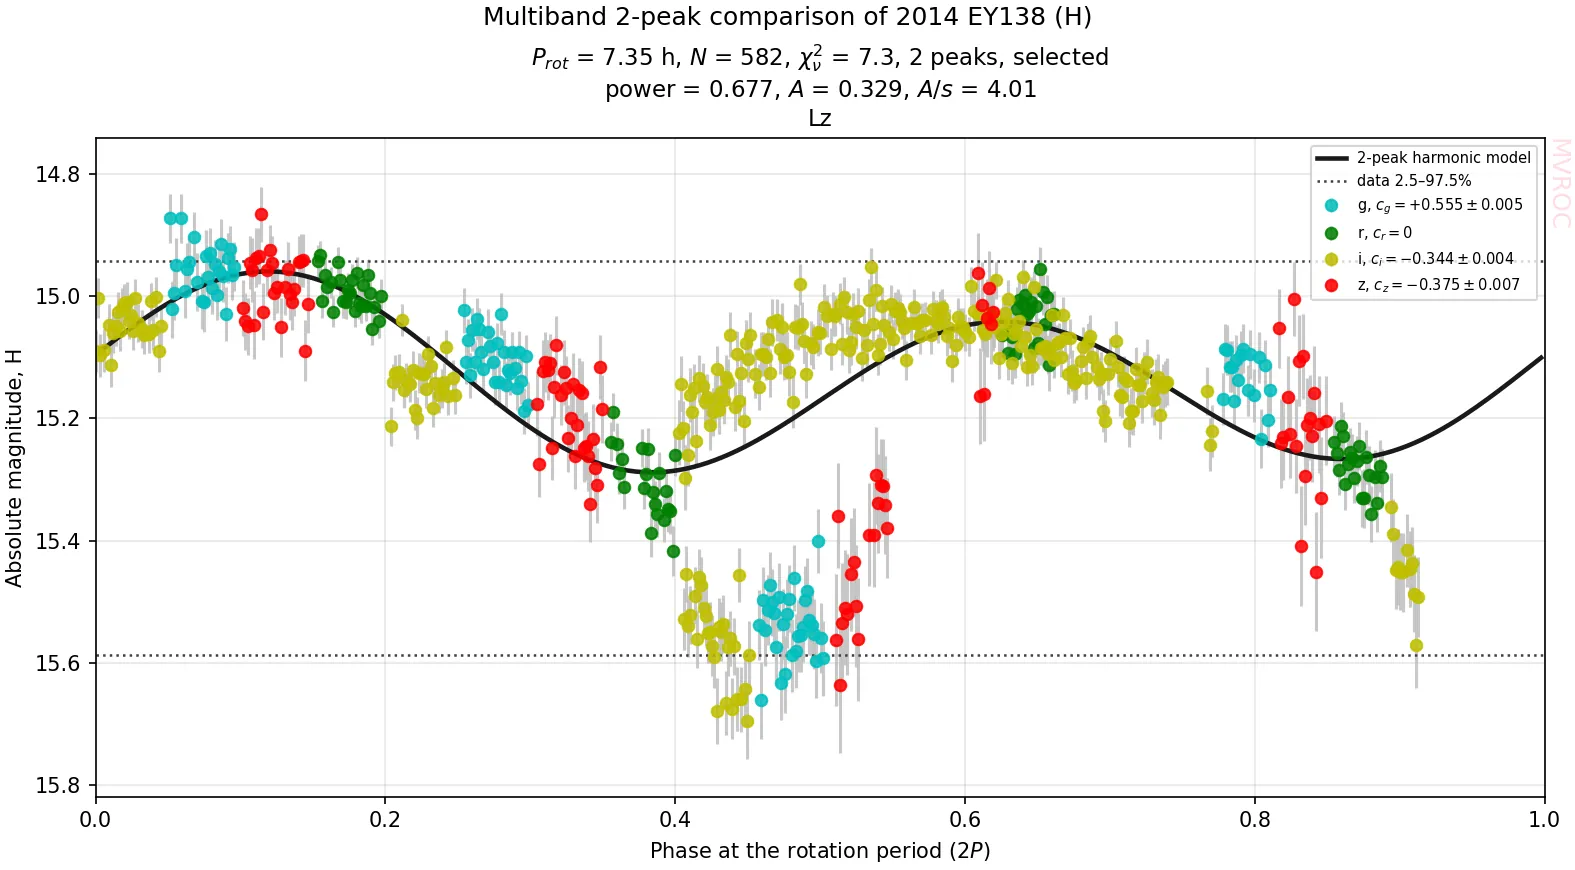 Multiband 2-peak comparison of 2014 EY138 (H)
P_rot = 7.35 h, N = 582, χ²_ν = 7.3, 2 peaks, selected
power = 0.677, A = 0.329, A/s = 4.01
Lz
MVROC
2-peak harmonic model
data 2.5–97.5%
g, c_g = +0.555 ± 0.005
r, c_r = 0
i, c_i = −0.344 ± 0.004
z, c_z = −0.375 ± 0.007
Absolute magnitude, H
14.8
15.0
15.2
15.4
15.6
15.8
0.0 0.2 0.4 0.6 0.8 1.0
Phase at the rotation period (2P)